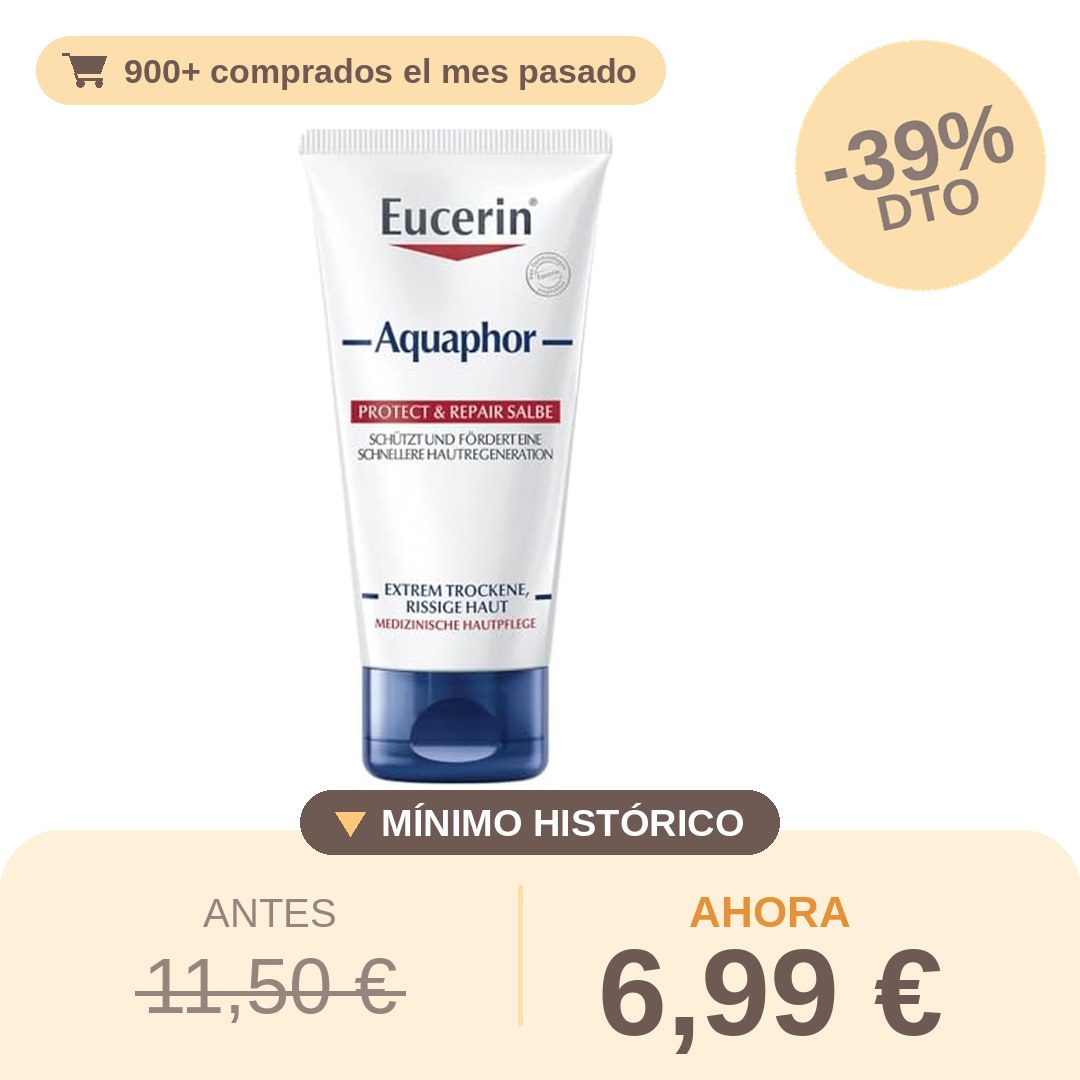 900+ comprados el mes pasado
-39%
DTO
Eucerin®
Aquaphor
PROTECT & REPAIR SALBE
SCHÜTZT UND FÖRDERT EINE
SCHNELLERE HAUTREGENERATION
EXTREM TROCKENE,
RISSIGE HAUT
MEDIZINISCHE HAUTPFLEGE
MÍNIMO HISTÓRICO
ANTES
11,50 €
AHORA
6,99 €